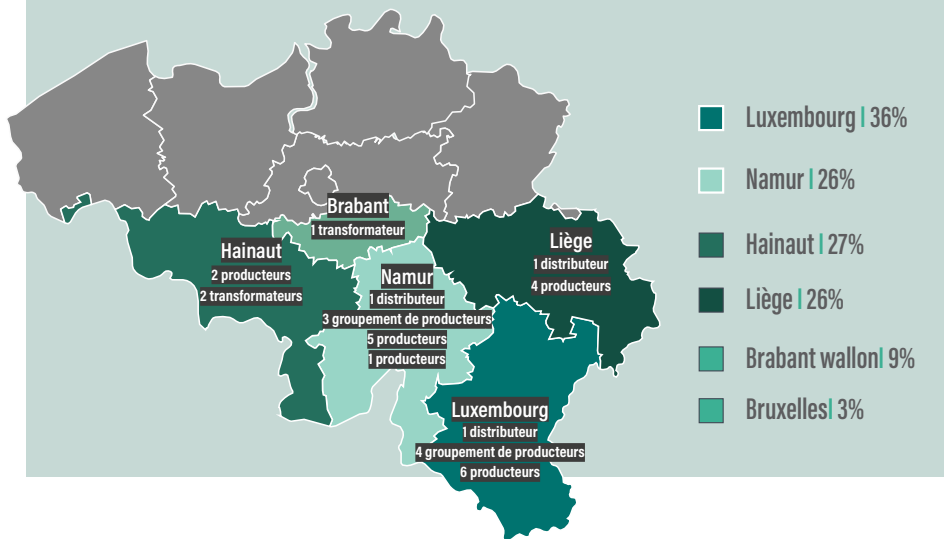 Brabant
1 transformateur
Hainaut
2 producteurs
2 transformateurs
Namur
1 distributeur
3 groupement de producteurs
5 producteurs
1 producteurs
Liège
1 distributeur
4 producteurs
Luxembourg
1 distributeur
4 groupement de producteurs
6 producteurs
Luxembourg | 36%
Namur | 26%
Hainaut | 27%
Liège | 26%
Brabant wallon| 9%
Bruxelles| 3%